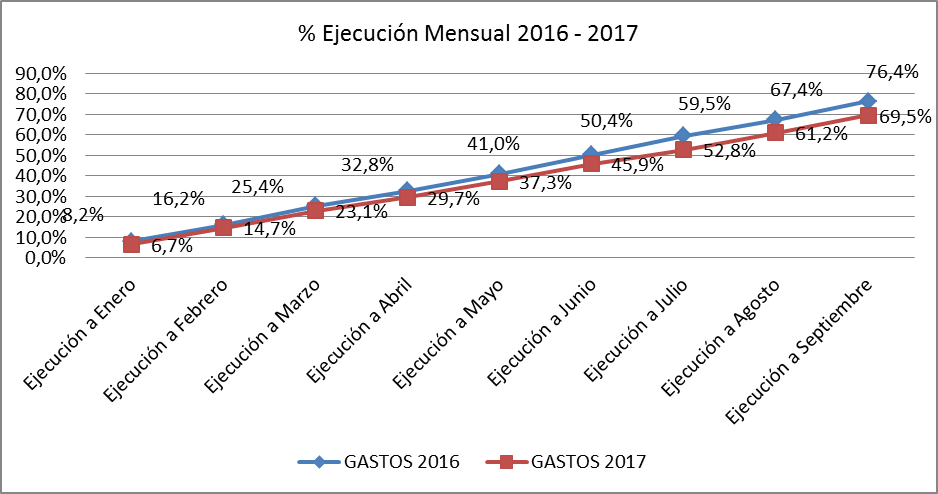 % Ejecución Mensual 2016 - 2017
90,0%
80,0%
70,0%
60,0%
50,0%
40,0%
30,0%
20,0%
10,0%
0,0%
8,2%
16,2%
25,4%
32,8%
41,0%
50,4%
59,5%
67,4%
76,4%
6,7%
14,7%
23,1%
29,7%
37,3%
45,9%
52,8%
61,2%
69,5%
Ejecución a Enero
Ejecución a Febrero
Ejecución a Marzo
Ejecución a Abril
Ejecución a Mayo
Ejecución a Junio
Ejecución a Julio
Ejecución a Agosto
Ejecución a Septiembre
GASTOS 2016
GASTOS 2017